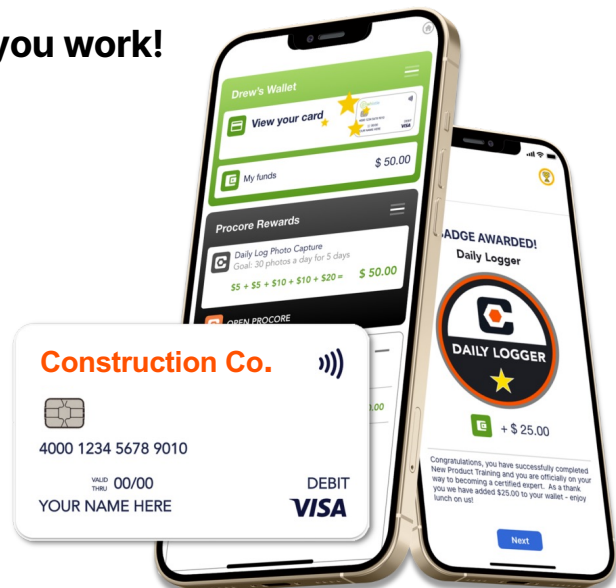 you work!
Drew's Wallet
View your card
DEBIT
VISA
My funds
$ 50.00
Procore Rewards
Daily Log Photo Capture
Goal: 30 photos a day for 5 days
$5 + $5 + $10 + $10 + $20 = $ 50.00
OPEN PROCORE
Construction Co.
4000 1234 5678 9010
VALID THRU 00/00
YOUR NAME HERE
DEBIT
VISA
BADGE AWARDED!
Daily Logger
DAILY LOGGER
+ $ 25.00
Congratulations, you have successfully completed
New Product Training and you are officially on your
way to becoming a certified expert. As a thank
you we have added $25.00 to your wallet - enjoy
lunch on us!
Next